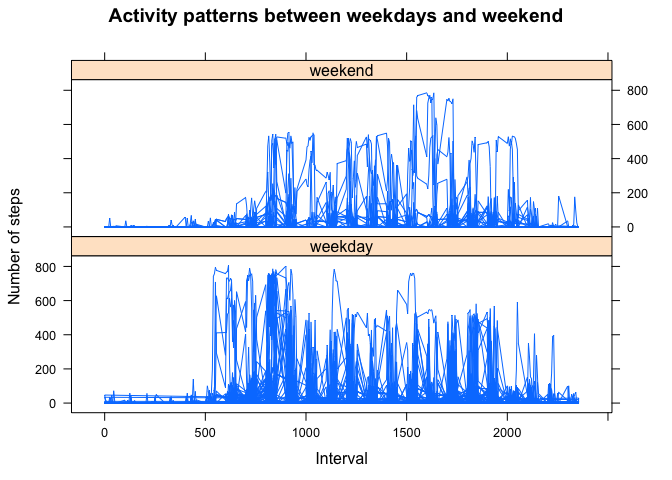 Activity patterns between weekdays and weekend
weekend
800
600
400
200
0
weekday
800
600
400
200
0
Number of steps
0 500 1000 1500 2000
Interval